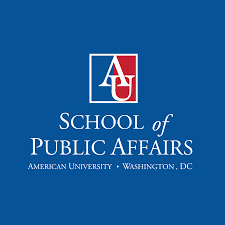 AU
SCHOOL of
PUBLIC AFFAIRS
AMERICAN UNIVERSITY • WASHINGTON, DC